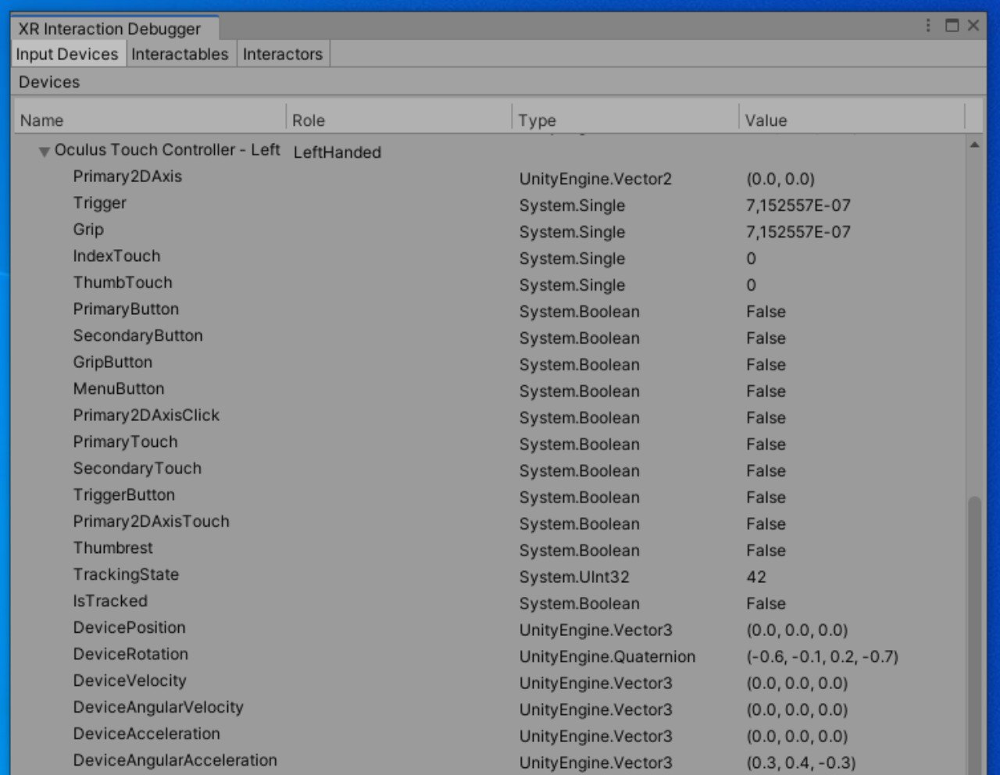 XR Interaction Debugger
Input Devices Interactables Interactors
Devices
Name Role Type Value
Oculus Touch Controller - Left LeftHanded
Primary2DAxis UnityEngine.Vector2 (0.0, 0.0)
Trigger System.Single 7,152557E-07
Grip System.Single 7,152557E-07
IndexTouch System.Single 0
ThumbTouch System.Single 0
PrimaryButton System.Boolean False
SecondaryButton System.Boolean False
GripButton System.Boolean False
MenuButton System.Boolean False
Primary2DAxisClick System.Boolean False
PrimaryTouch System.Boolean False
SecondaryTouch System.Boolean False
TriggerButton System.Boolean False
Primary2DAxisTouch System.Boolean False
Thumbrest System.Boolean False
TrackingState System.UInt32 42
IsTracked System.Boolean False
DevicePosition UnityEngine.Vector3 (0.0, 0.0, 0.0)
DeviceRotation UnityEngine.Quaternion (-0.6, -0.1, 0.2, -0.7)
DeviceVelocity UnityEngine.Vector3 (0.0, 0.0, 0.0)
DeviceAngularVelocity UnityEngine.Vector3 (0.0, 0.0, 0.0)
DeviceAcceleration UnityEngine.Vector3 (0.0, 0.0, 0.0)
DeviceAngularAcceleration UnityEngine.Vector3 (0.3, 0.4, -0.3)